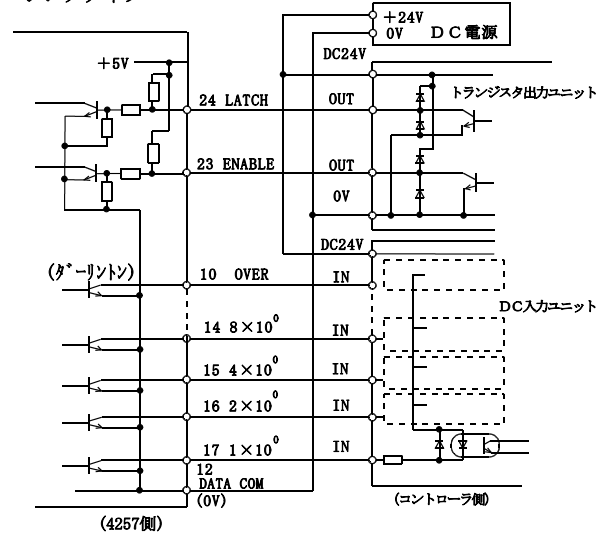 +24V
0V
DC電源
DC24V
+5V
24 LATCH
OUT
トランジスタ出力ユニット
23 ENABLE
OUT
0V
DC24V
(ダーリントン)
10 OVER
IN
DC入力ユニット
14 8×10⁰
IN
15 4×10⁰
IN
16 2×10⁰
IN
17 1×10⁰
IN
12
DATA COM
(0V)
(コントローラ側)
(4257側)